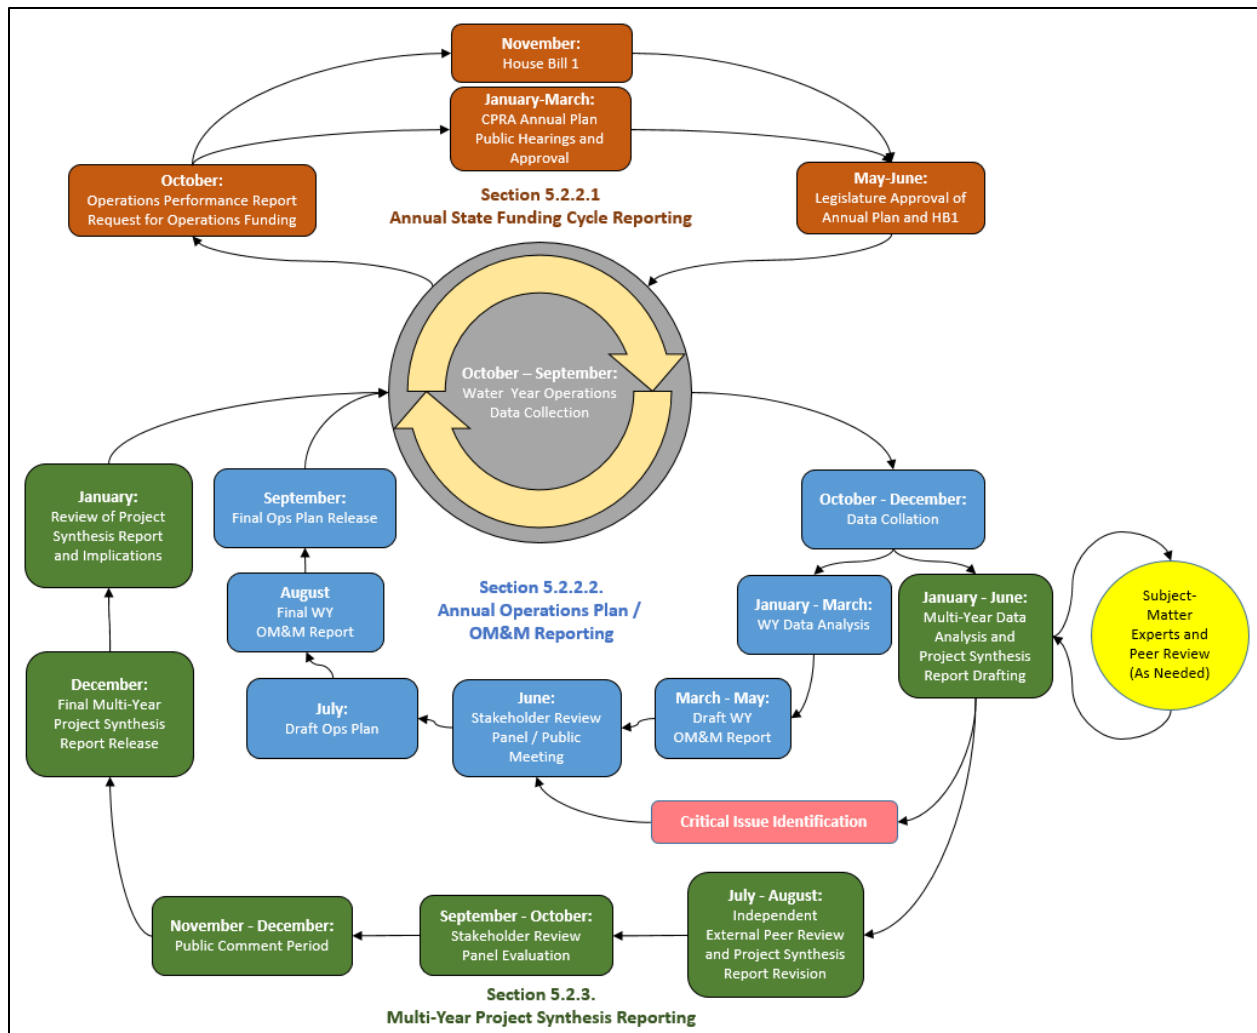 November:
House Bill 1
January-March:
CPRA Annual Plan
Public Hearings and
Approval
October:
Operations Performance Report
Request for Operations Funding
May-June:
Legislature Approval of
Annual Plan and HB1
Section 5.2.2.1
Annual State Funding Cycle Reporting
October – September:
Water Year Operations
Data Collection
January:
Review of Project
Synthesis Report
and Implications
September:
Final Ops Plan Release
October - December:
Data Collation
August
Final WY
OM&M Report
Section 5.2.2.2.
Annual Operations Plan /
OM&M Reporting
January - March:
WY Data Analysis
January - June:
Multi-Year Data
Analysis and
Project Synthesis
Report Drafting
Subject-
Matter
Experts and
Peer Review
(As Needed)
December:
Final Multi-Year
Project Synthesis
Report Release
July:
Draft Ops Plan
June:
Stakeholder Review
Panel / Public
Meeting
March - May:
Draft WY
OM&M Report
Critical Issue Identification
November - December:
Public Comment Period
September - October:
Stakeholder Review
Panel Evaluation
July - August:
Independent
External Peer Review
and Project Synthesis
Report Revision
Section 5.2.3.
Multi-Year Project Synthesis Reporting